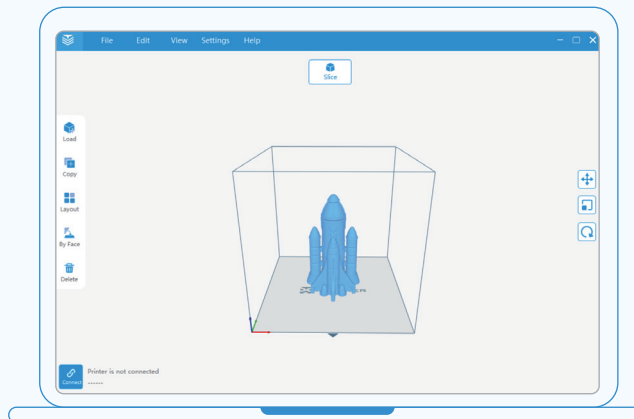 File Edit View Settings Help
Slice
Load
Copy
Layout
By Face
Delete
Connect
Printer is not connected
------